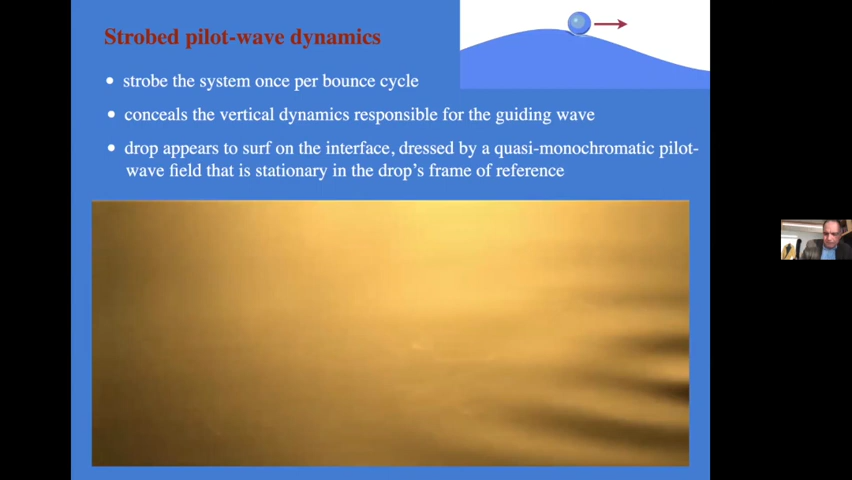 Strobed pilot-wave dynamics
• strobe the system once per bounce cycle
• conceals the vertical dynamics responsible for the guiding wave
• drop appears to surf on the interface, dressed by a quasi-monochromatic pilot-
wave field that is stationary in the drop's frame of reference